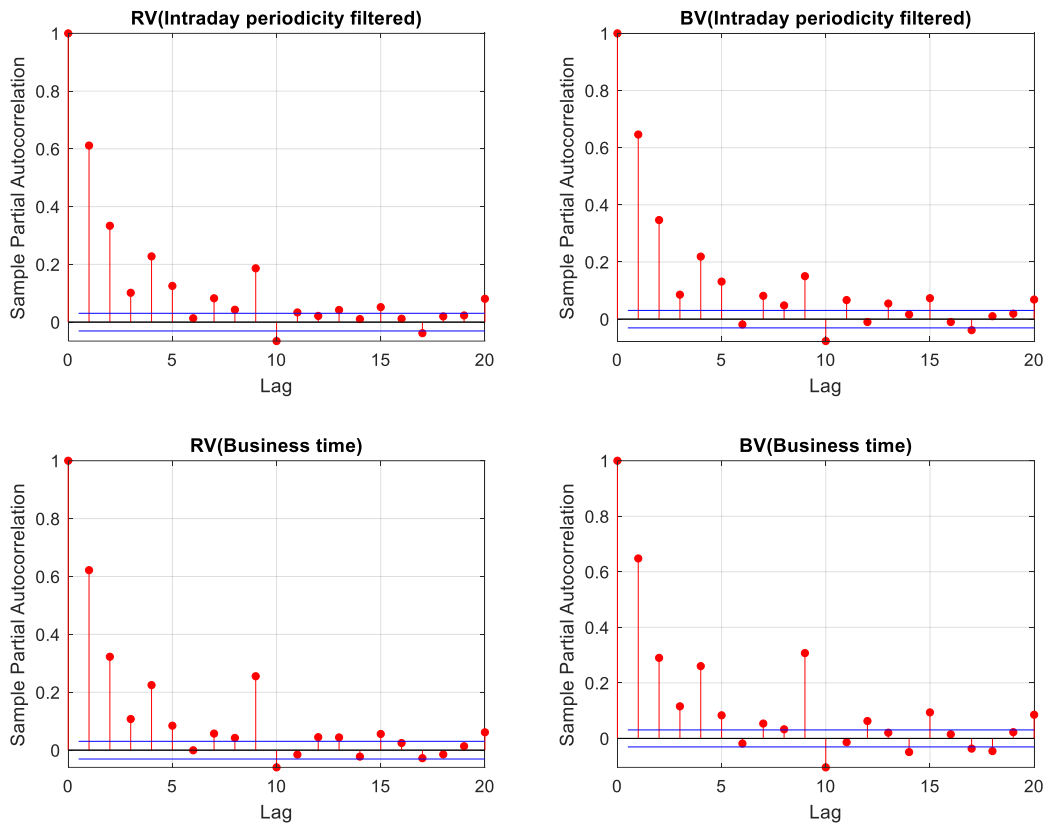 RV(Intraday periodicity filtered)
1
0.8
0.6
0.4
0.2
0
Sample Partial Autocorrelation
0 5 10 15 20
Lag
BV(Intraday periodicity filtered)
1
0.8
0.6
0.4
0.2
0
Sample Partial Autocorrelation
0 5 10 15 20
Lag
RV(Business time)
1
0.8
0.6
0.4
0.2
0
Sample Partial Autocorrelation
0 5 10 15 20
Lag
BV(Business time)
1
0.8
0.6
0.4
0.2
0
Sample Partial Autocorrelation
0 5 10 15 20
Lag